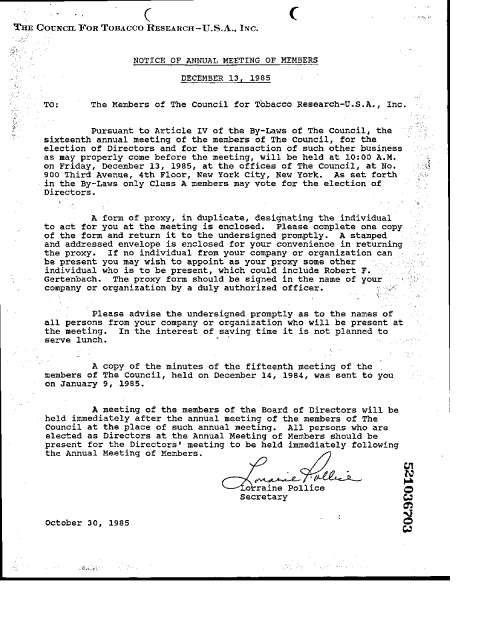 THE COUNCIL FOR TOBACCO RESEARCH-U.S.A., INC.
NOTICE OF ANNUAL MEETING OF MEMBERS
DECEMBER 13, 1985
TO: The Members of The Council for Tobacco Research-U.S.A., Inc.
Pursuant to Article IV of the By-Laws of The Council, the
sixteenth annual meeting of the members of The Council, for the
election of Directors and for the transaction of such other business
as may properly come before the meeting, will be held at 10:00 A.M.
on Friday, December 13, 1985, at the offices of The Council, at No.
900 Third Avenue, 4th Floor, New York City, New York. As set forth
in the By-Laws only Class A members may vote for the election of
Directors.
A form of proxy, in duplicate, designating the individual
to act for you at the meeting is enclosed. Please complete one copy
of the form and return it to the undersigned promptly. A stamped
and addressed envelope is enclosed for your convenience in returning
the proxy. If no individual from your company or organization can
be present you may wish to appoint as your proxy some other
individual who is to be present, which could include Robert F.
Gertenbach. The proxy form should be signed in the name of your
company or organization by a duly authorized officer.
Please advise the undersigned promptly as to the names of
all persons from your company or organization who will be present at
the meeting. In the interest of saving time it is not planned to
serve lunch.
A copy of the minutes of the fifteenth meeting of the
members of The Council, held on December 14, 1984, was sent to you
on January 9, 1985.
A meeting of the members of the Board of Directors will be
held immediately after the annual meeting of the members of The
Council at the place of such annual meeting. All persons who are
elected as Directors at the Annual Meeting of Members should be
present for the Directors' meeting to be held immediately following
the Annual Meeting of Members.
Lorraine Pollice
Lorraine Pollice
Secretary
October 30, 1985
521036703